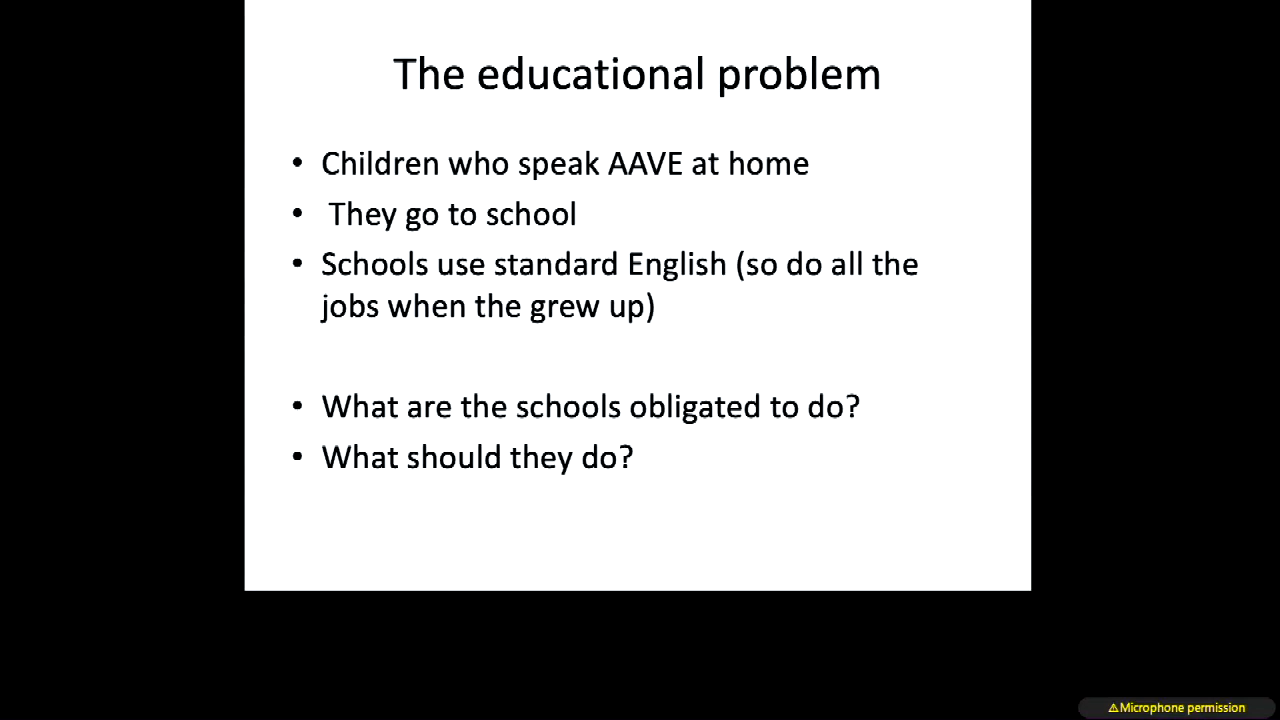 The educational problem
• Children who speak AAVE at home
• They go to school
• Schools use standard English (so do all the
jobs when the grew up)
• What are the schools obligated to do?
• What should they do?
⚠Microphone permission